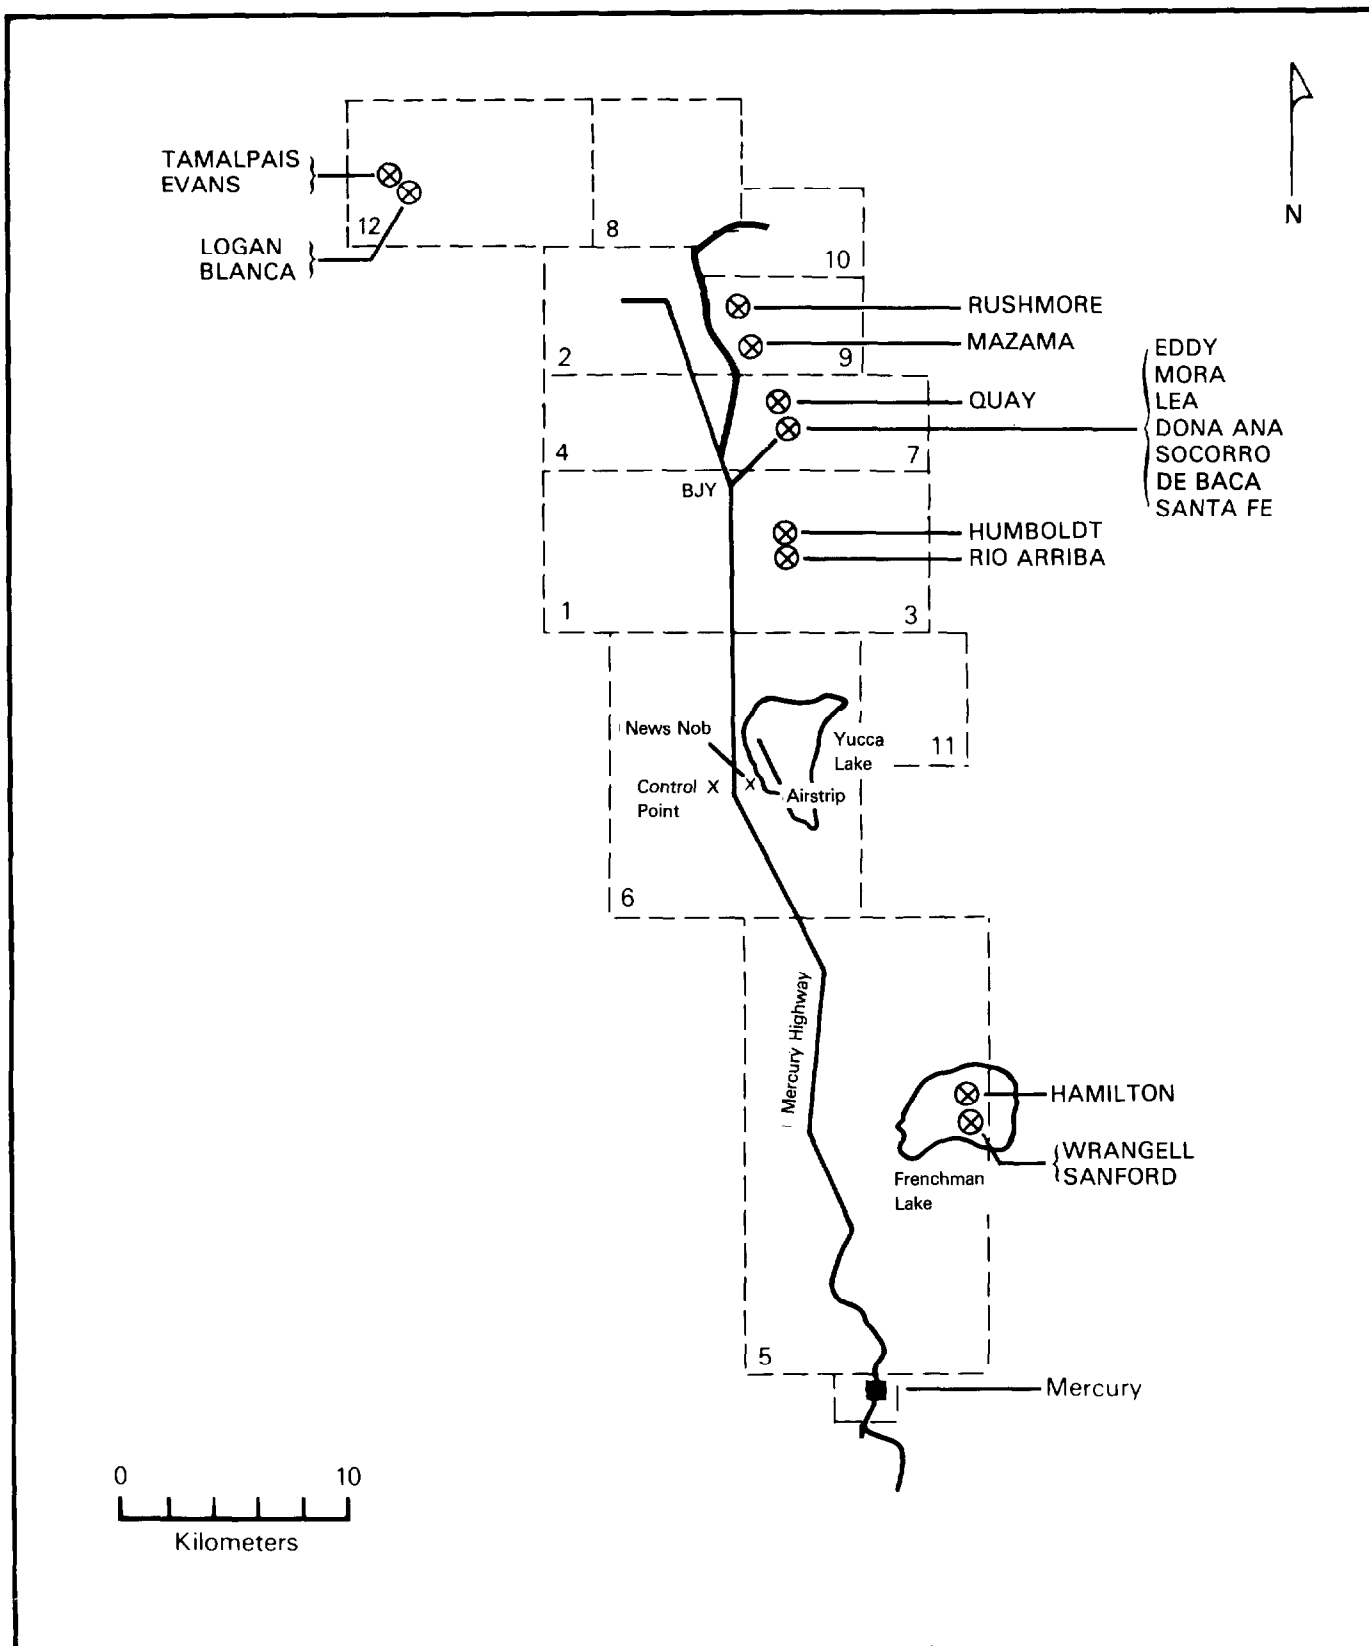 N
TAMALPAIS
EVANS
12
8
LOGAN
BLANCA
10
RUSHMORE
2
9
MAZAMA
EDDY
MORA
QUAY
LEA
DONA ANA
4
7
SOCORRO
BJY
DE BACA
SANTA FE
HUMBOLDT
RIO ARRIBA
1
3
News Nob
Yucca
Lake
11
Control X
Point
X
Airstrip
6
Mercury Highway
HAMILTON
WRANGELL
SANFORD
Frenchman
Lake
5
Mercury
0 10
Kilometers